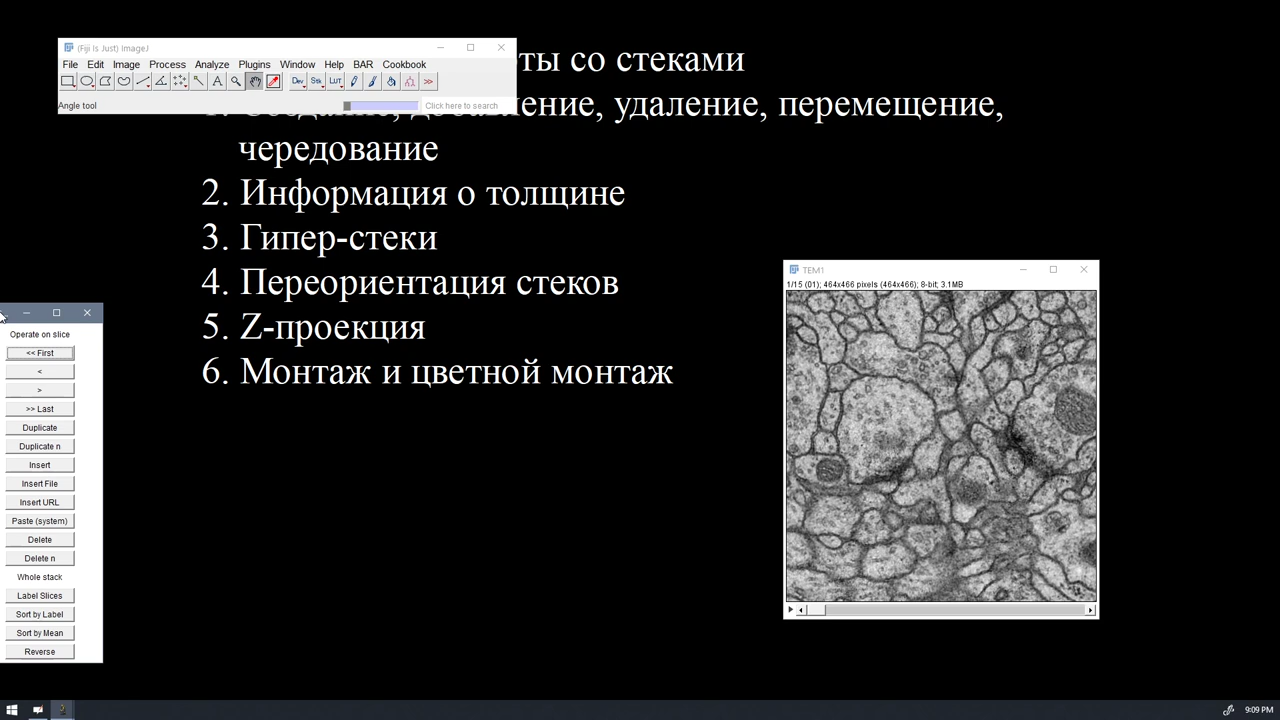 (Fiji Is Just) ImageJ
File Edit Image Process Analyze Plugins Window Help BAR Cookbook
Dev Stk LUT >>
Angle tool
Click here to search
ты со стеками
удаление, перемещение,
чередование
2. Информация о толщине
3. Гипер-стеки
4. Переориентация стеков
5. Z-проекция
6. Монтаж и цветной монтаж
Operate on slice
<< First
<
>
>> Last
Duplicate
Duplicate n
Insert
Insert File
Insert URL
Paste (system)
Delete
Delete n
Whole stack
Label Slices
Sort by Label
Sort by Mean
Reverse
TEM1
1/15 (01); 464x466 pixels (464x466); 8-bit; 3.1MB
9:09 PM